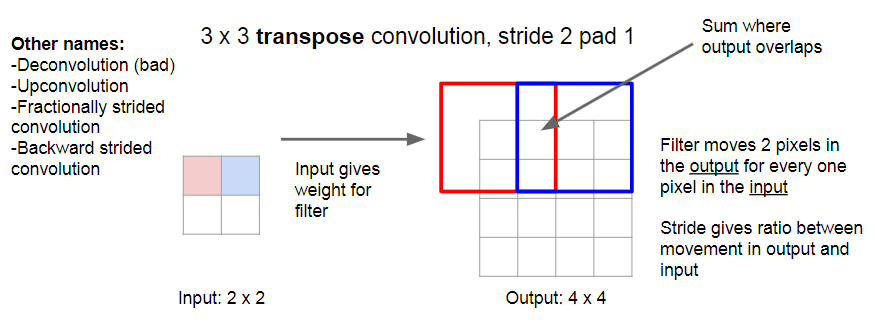 3 x 3 transpose convolution, stride 2 pad 1
Other names:
-Deconvolution (bad)
-Upconvolution
-Fractionally strided
convolution
-Backward strided
convolution
Input gives
weight for
filter
Sum where
output overlaps
Filter moves 2 pixels in
the output for every one
pixel in the input
Stride gives ratio between
movement in output and
input
Input: 2 x 2
Output: 4 x 4